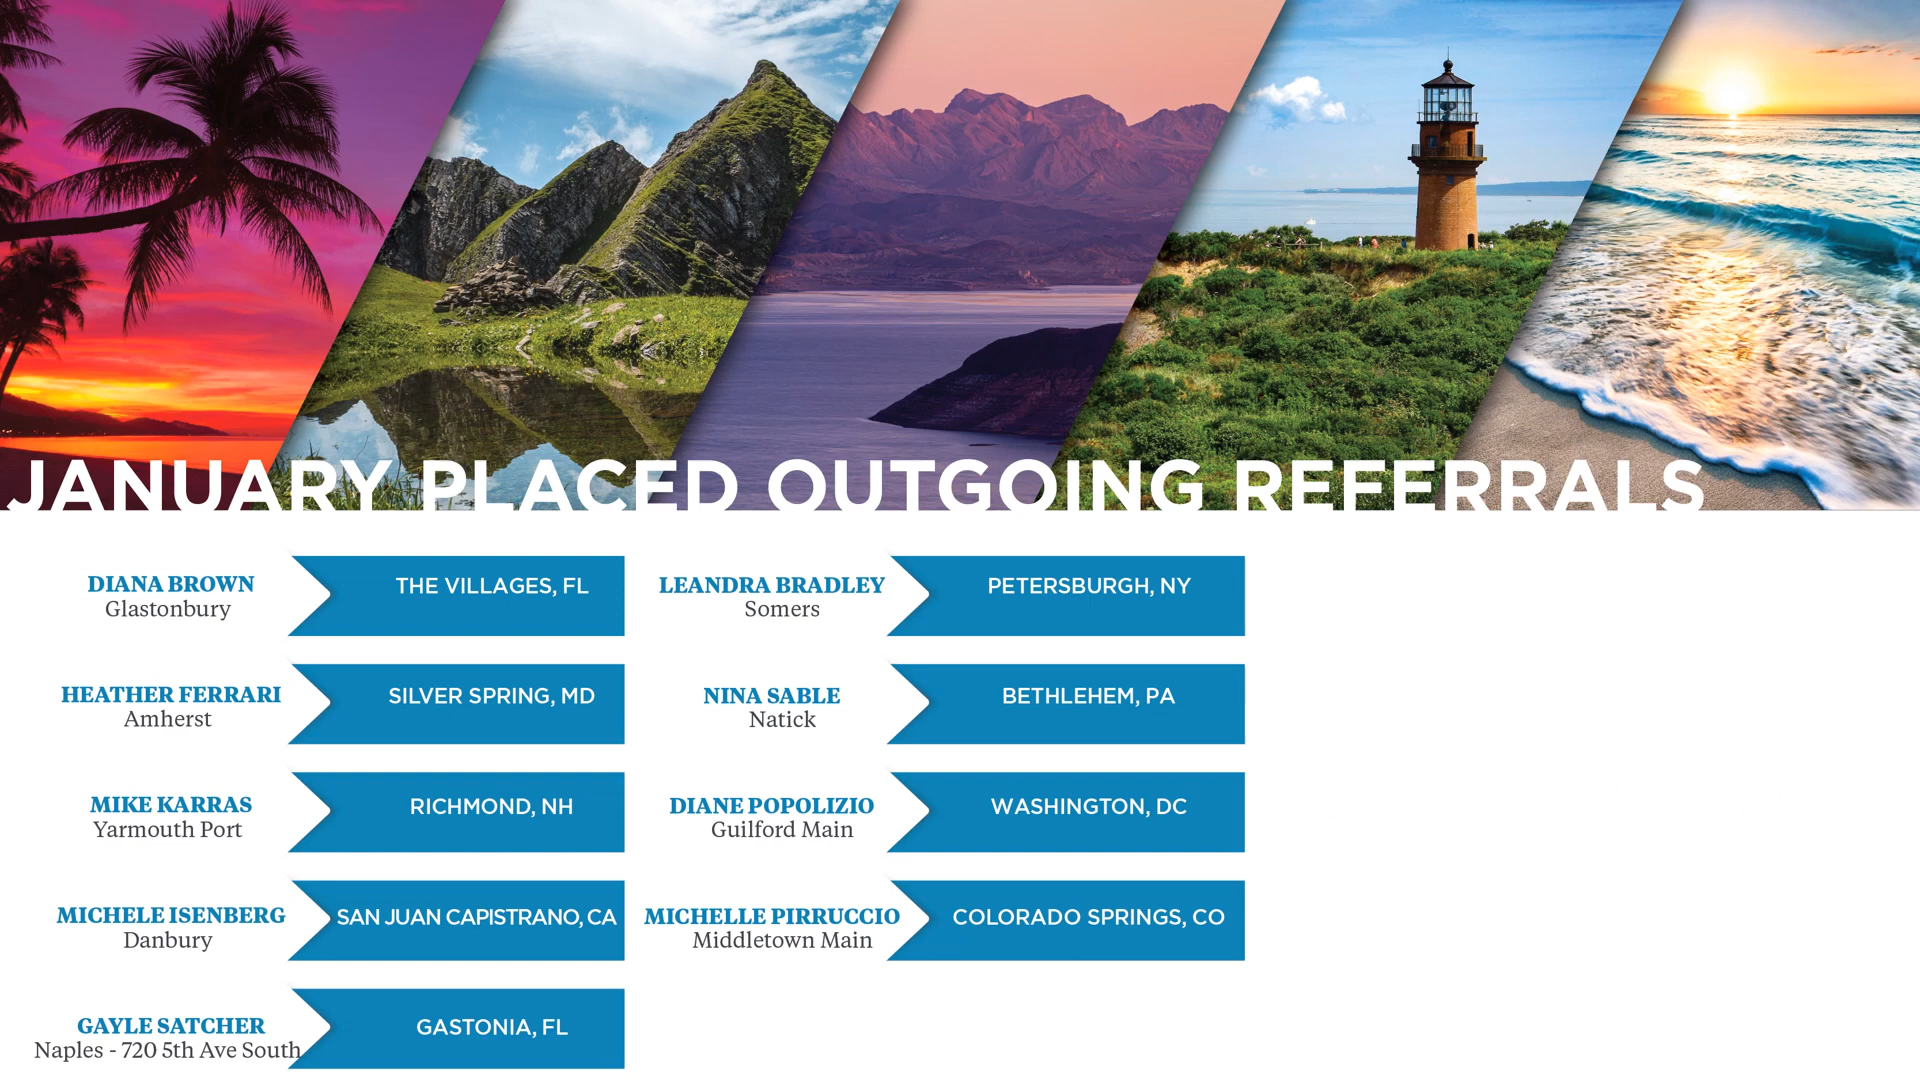 JANUARY PLACED OUTGOING REFERRALS
DIANA BROWN
Glastonbury
THE VILLAGES, FL
HEATHER FERRARI
Amherst
SILVER SPRING, MD
MIKE KARRAS
Yarmouth Port
RICHMOND, NH
MICHELE ISENBERG
Danbury
SAN JUAN CAPISTRANO, CA
GAYLE SATCHER
Naples - 720 5th Ave South
GASTONIA, FL
LEANDRA BRADLEY
Somers
PETERSBURGH, NY
NINA SABLE
Natick
BETHLEHEM, PA
DIANE POPOLIZIO
Guilford Main
WASHINGTON, DC
MICHELLE PIRRUCCIO
Middletown Main
COLORADO SPRINGS, CO